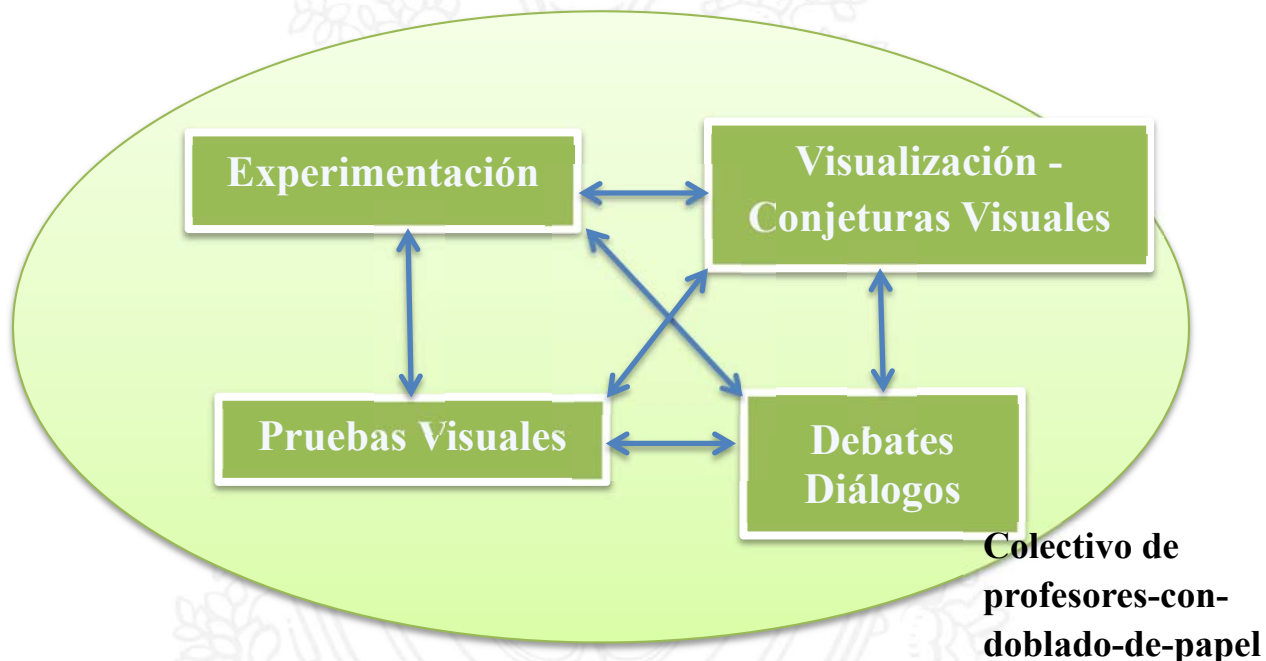 Experimentación
Visualización -
Conjeturas Visuales
Pruebas Visuales
Debates
Diálogos
Colectivo de
profesores-con-
doblado-de-papel